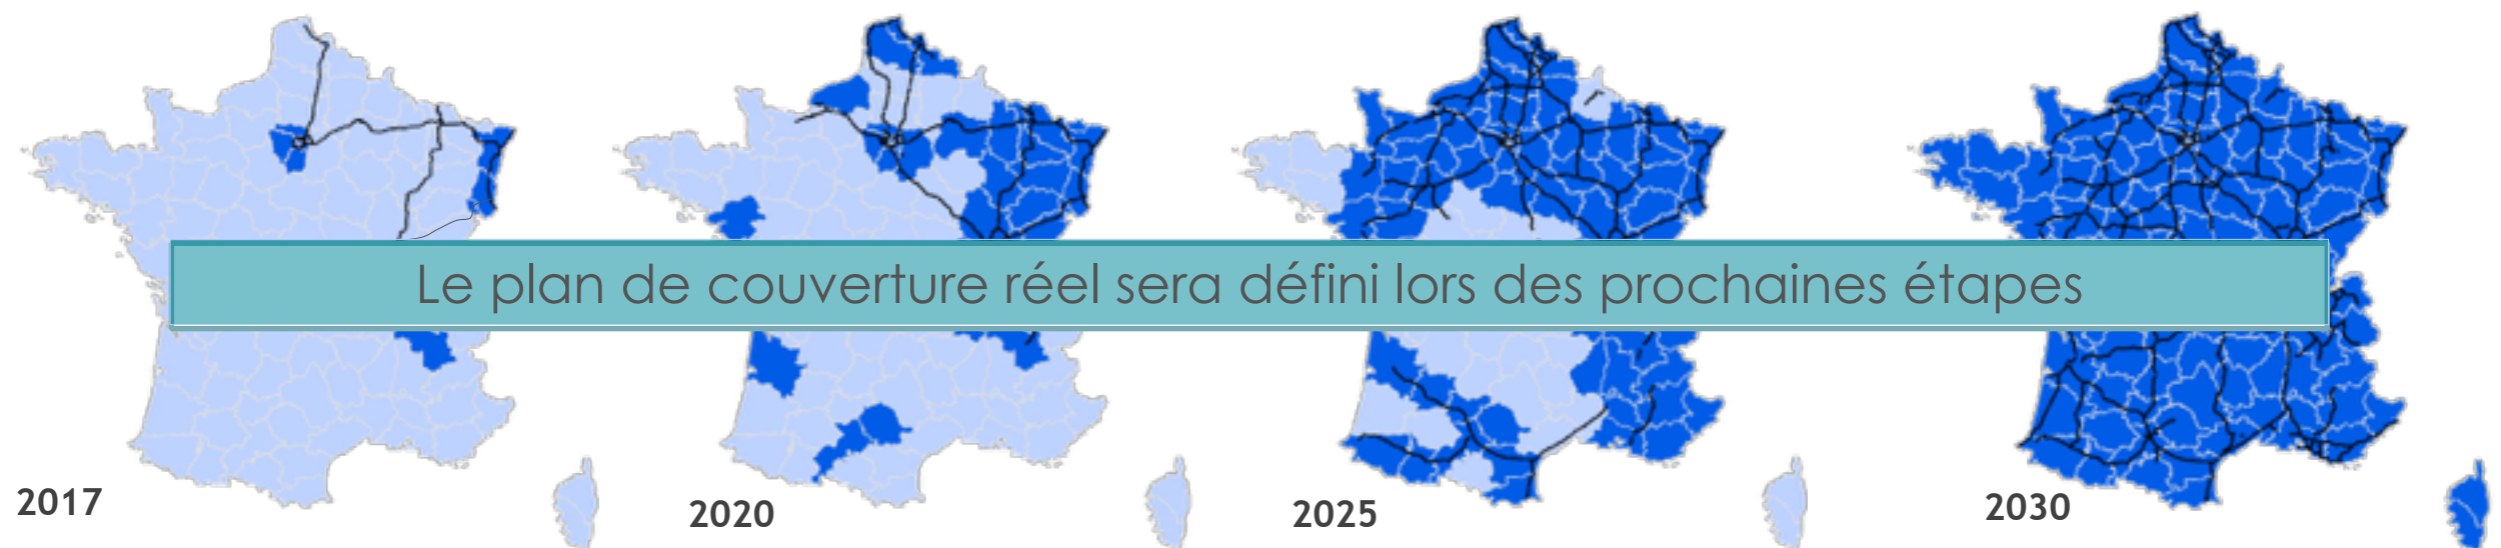 Le plan de couverture réel sera défini lors des prochaines étapes
2017
2020
2025
2030